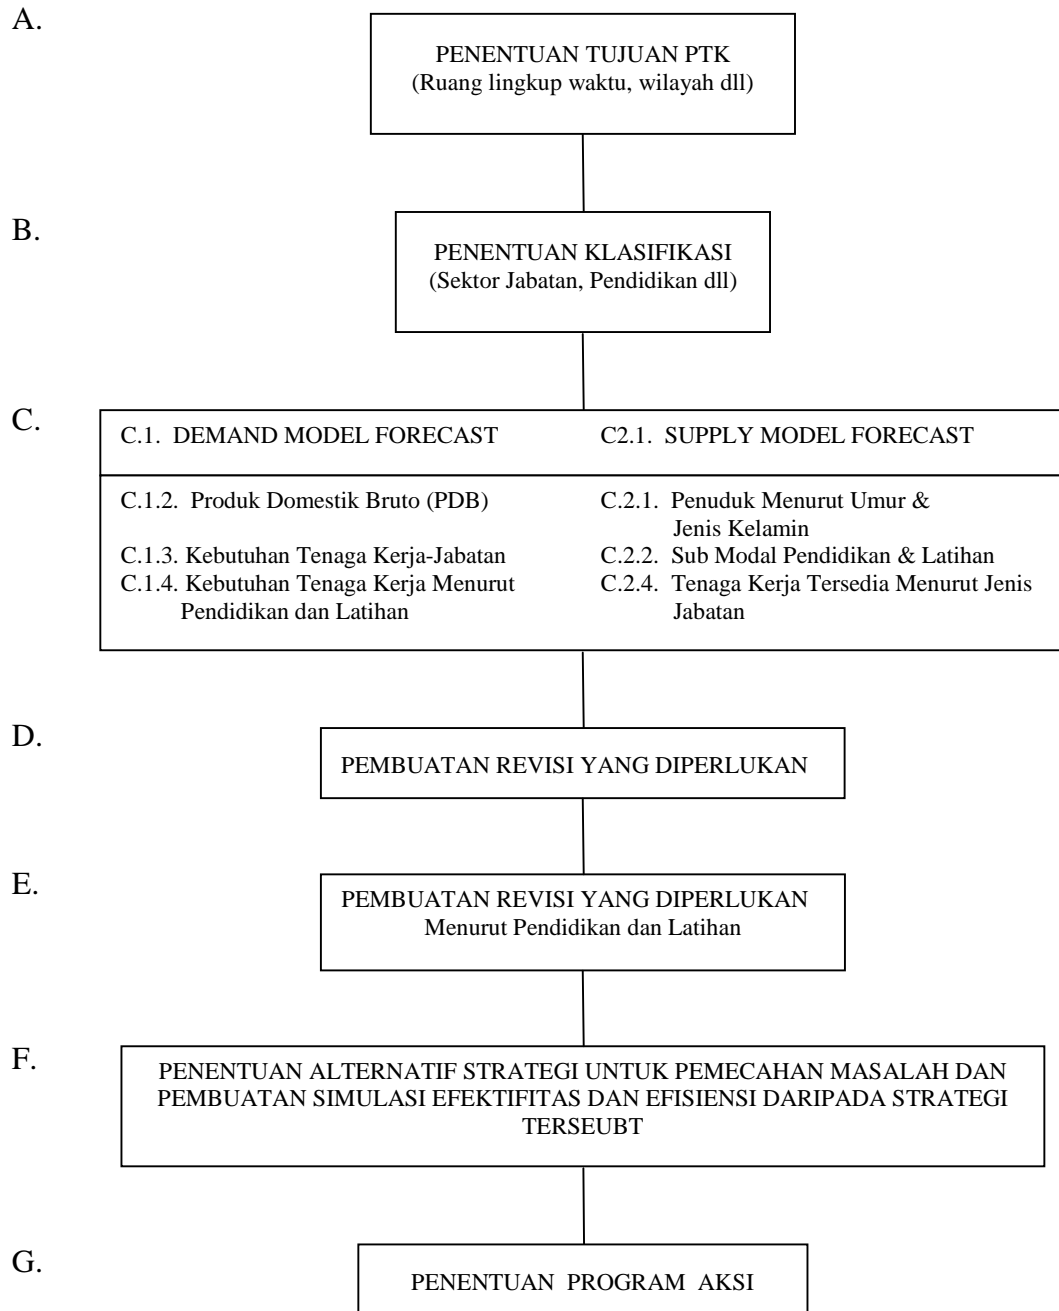 A.
PENENTUAN TUJUAN PTK
(Ruang lingkup waktu, wilayah dll)
B.
PENENTUAN KLASIFIKASI
(Sektor Jabatan, Pendidikan dll)
C.
C.1. DEMAND MODEL FORECAST
C2.1. SUPPLY MODEL FORECAST
C.1.2. Produk Domestik Bruto (PDB)
C.1.3. Kebutuhan Tenaga Kerja-Jabatan
C.1.4. Kebutuhan Tenaga Kerja Menurut
Pendidikan dan Latihan
C.2.1. Penuduk Menurut Umur &
Jenis Kelamin
C.2.2. Sub Modal Pendidikan & Latihan
C.2.4. Tenaga Kerja Tersedia Menurut Jenis
Jabatan
D.
PEMBUATAN REVISI YANG DIPERLUKAN
E.
PEMBUATAN REVISI YANG DIPERLUKAN
Menurut Pendidikan dan Latihan
F.
PENENTUAN ALTERNATIF STRATEGI UNTUK PEMECAHAN MASALAH DAN
PEMBUATAN SIMULASI EFEKTIFITAS DAN EFISIENSI DARIPADA STRATEGI
TERSEUBT
G.
PENENTUAN PROGRAM AKSI